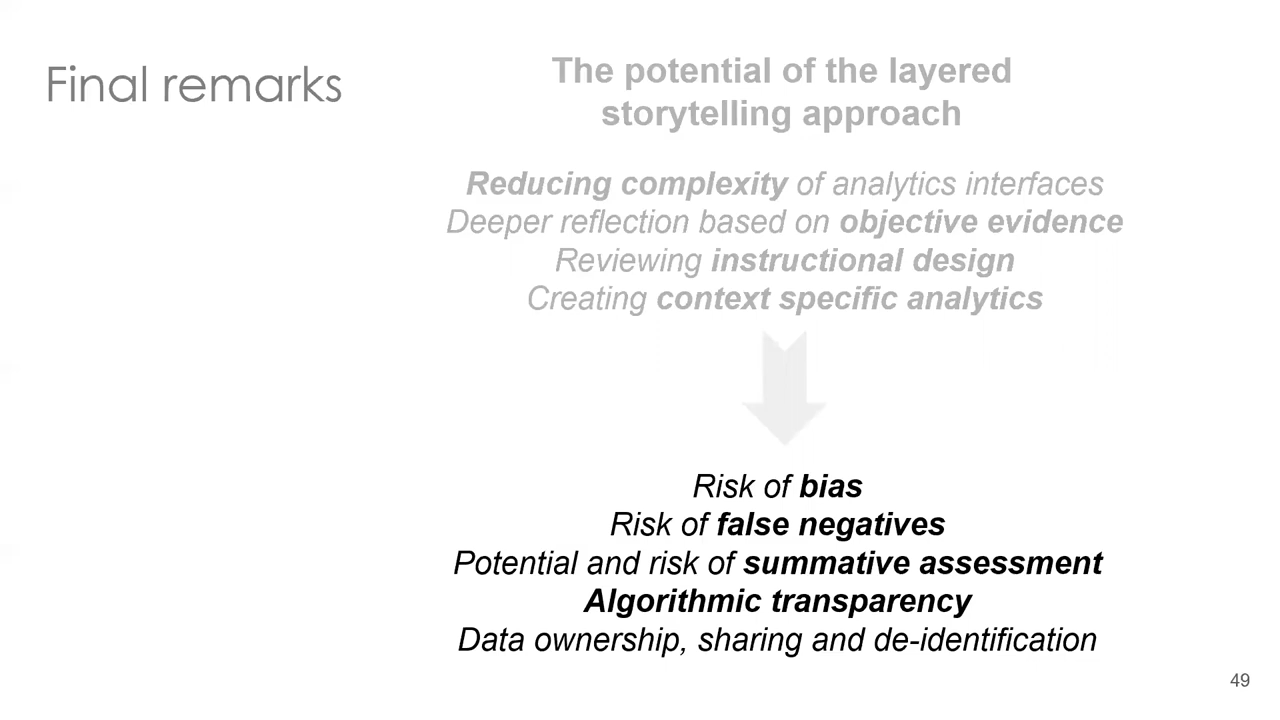 Final remarks
The potential of the layered
storytelling approach
Reducing complexity of analytics interfaces
Deeper reflection based on objective evidence
Reviewing instructional design
Creating context specific analytics
Risk of bias
Risk of false negatives
Potential and risk of summative assessment
Algorithmic transparency
Data ownership, sharing and de-identification
49